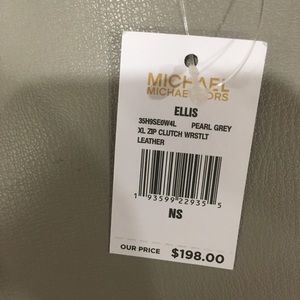 MICHAEL
MICHAEL KORS
ELLIS
35H9SE0W4L PEARL GREY
XL ZIP CLUTCH WRSTLT
LEATHER
1 93599 22935 5
NS
OUR PRICE $198.00